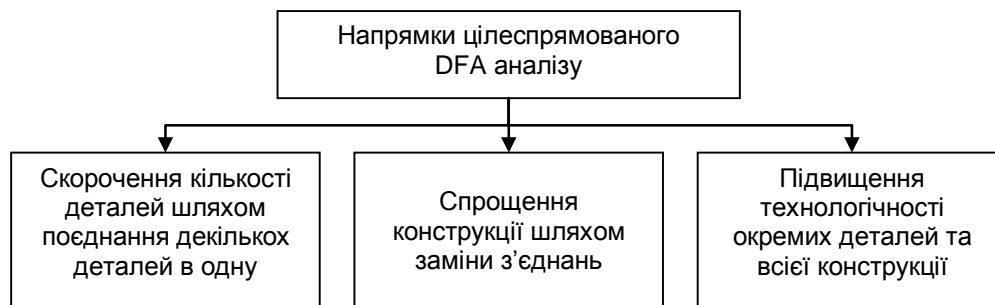 Напрямки цілеспрямованого
DFA аналізу
Скорочення кількості
деталей шляхом
поєднання декількох
деталей в одну
Спрощення
конструкції шляхом
заміни з’єднань
Підвищення
технологічності
окремих деталей та
всієї конструкції